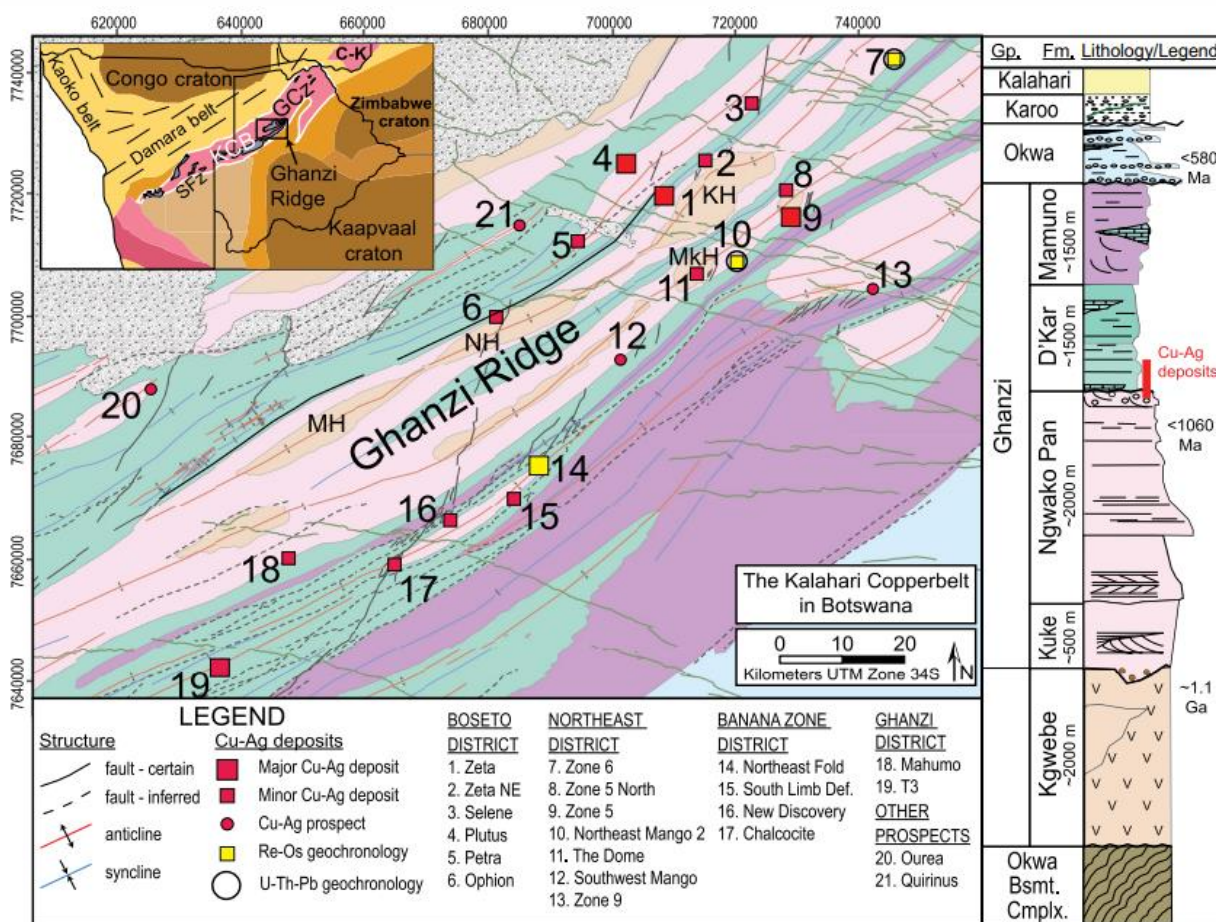 620000 640000 660000 680000 700000 720000 740000
7740000
7720000
7700000
7680000
7660000
7640000
Kaoko belt
Congo craton
C-K
Damara belt
GCz
Zimbabwe
craton
KCB
SFz
Ghanzi
Ridge
Kaapvaal
craton
7
3
4
2
8
1
KH
9
21
5
10
MkH
11
13
6
NH
12
20
MH
Ghanzi Ridge
14
16
15
18
17
19
The Kalahari Copperbelt
in Botswana
0 10 20
Kilometers UTM Zone 34S
N
Gp. Fm. Lithology/Legend
Kalahari
Karoo
Okwa
<580
Ma
Ghanzi
Mamuno
~1500 m
D'Kar
~1500 m
Cu-Ag
deposits
Ngwako Pan
~2000 m
<1060
Ma
Kuke
~500 m
Kgwebe
~2000 m
~1.1
Ga
Okwa
Bsmt.
Cmplx.
LEGEND
Structure
fault - certain
fault - inferred
anticline
syncline
Cu-Ag deposits
Major Cu-Ag deposit
Minor Cu-Ag deposit
Cu-Ag prospect
Re-Os geochronology
U-Th-Pb geochronology
BOSETO
DISTRICT
1. Zeta
2. Zeta NE
3. Selene
4. Plutus
5. Petra
6. Ophion
NORTHEAST
DISTRICT
7. Zone 6
8. Zone 5 North
9. Zone 5
10. Northeast Mango 2
11. The Dome
12. Southwest Mango
13. Zone 9
BANANA ZONE
DISTRICT
14. Northeast Fold
15. South Limb Def.
16. New Discovery
17. Chalcocite
GHANZI
DISTRICT
18. Mahumo
19. T3
OTHER
PROSPECTS
20. Ourea
21. Quirinus